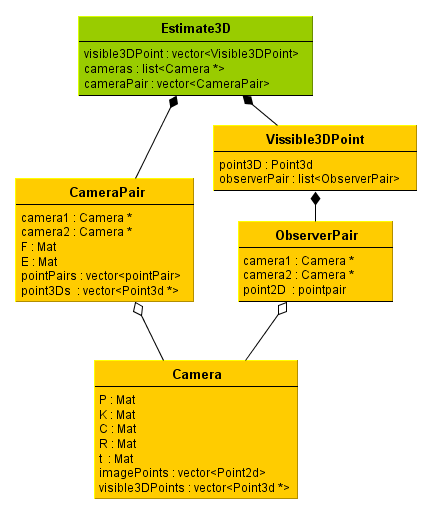 Estimate3D
visible3DPoint : vector<Visible3DPoint>
cameras : list<Camera *>
cameraPair : vector<CameraPair>
Vissible3DPoint
point3D : Point3d
observerPair : list<ObserverPair>
CameraPair
camera1 : Camera *
camera2 : Camera *
F : Mat
E : Mat
pointPairs : vector<pointPair>
point3Ds : vector<Point3d *>
ObserverPair
camera1 : Camera *
camera2 : Camera *
point2D : pointpair
Camera
P : Mat
K : Mat
C : Mat
R : Mat
t : Mat
imagePoints : vector<Point2d>
visible3DPoints : vector<Point3d *>